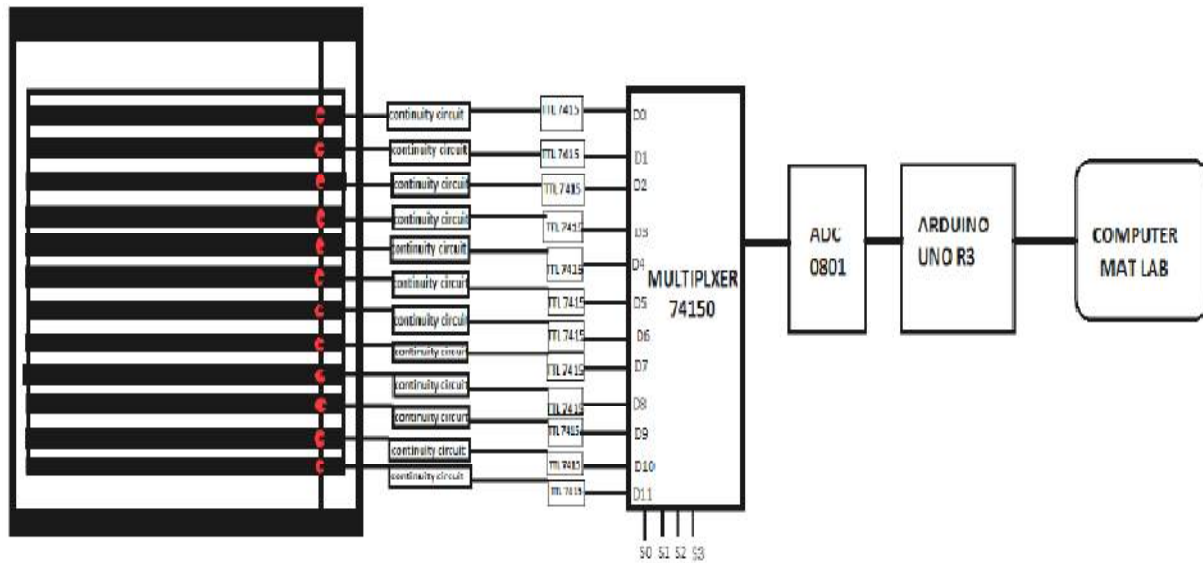 continuity circuit
TTL 7415
D0
continuity circuit
TTL 7415
D1
continuity circuit
TTL 7415
D2
continuity circuit
TTL 7415
D3
continuity circuit
TTL 7415
D4
continuity circuit
TTL 7415
D5
continuity circuit
TTL 7415
D6
continuity circuit
TTL 7415
D7
continuity circuit
TTL 7415
D8
continuity circuit
TTL 7415
D9
continuity circuit
TTL 7415
D10
continuity circuit
TTL 7415
D11
MULTIPLXER
74150
S0 S1 S2 S3
ADC
0801
ARDUINO
UNO R3
COMPUTER
MAT LAB